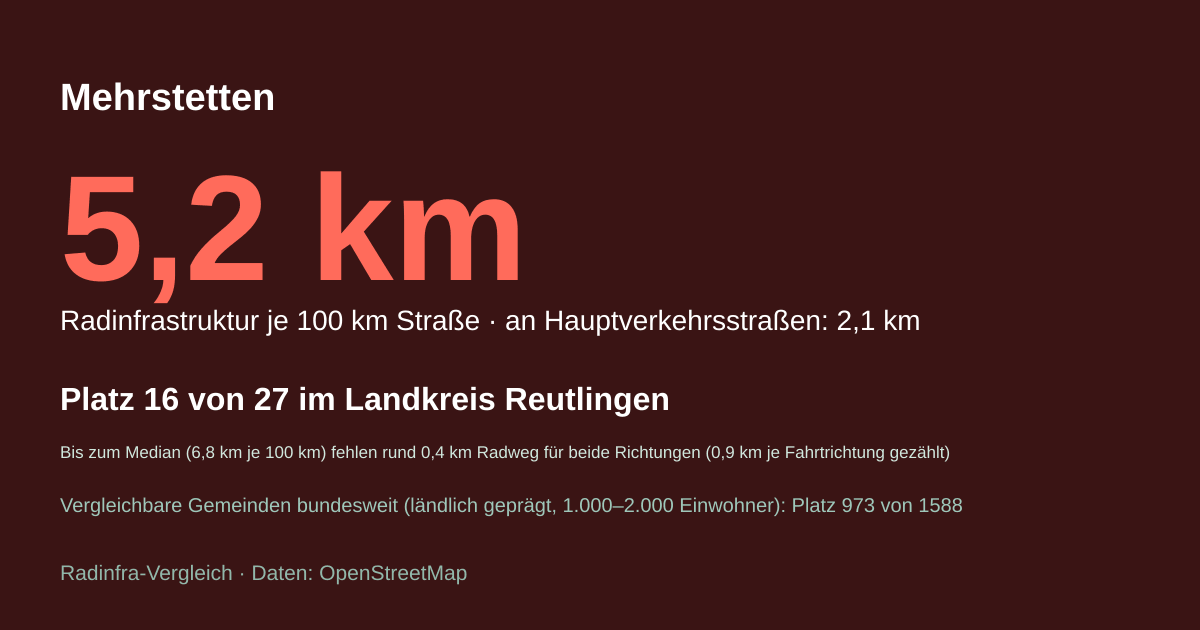 Mehrstetten
5,2 km
Radinfrastruktur je 100 km Straße · an Hauptverkehrsstraßen: 2,1 km
Platz 16 von 27 im Landkreis Reutlingen
Bis zum Median (6,8 km je 100 km) fehlen rund 0,4 km Radweg für beide Richtungen (0,9 km je Fahrtrichtung gezählt)
Vergleichbare Gemeinden bundesweit (ländlich geprägt, 1.000–2.000 Einwohner): Platz 973 von 1588
Radinfra-Vergleich · Daten: OpenStreetMap